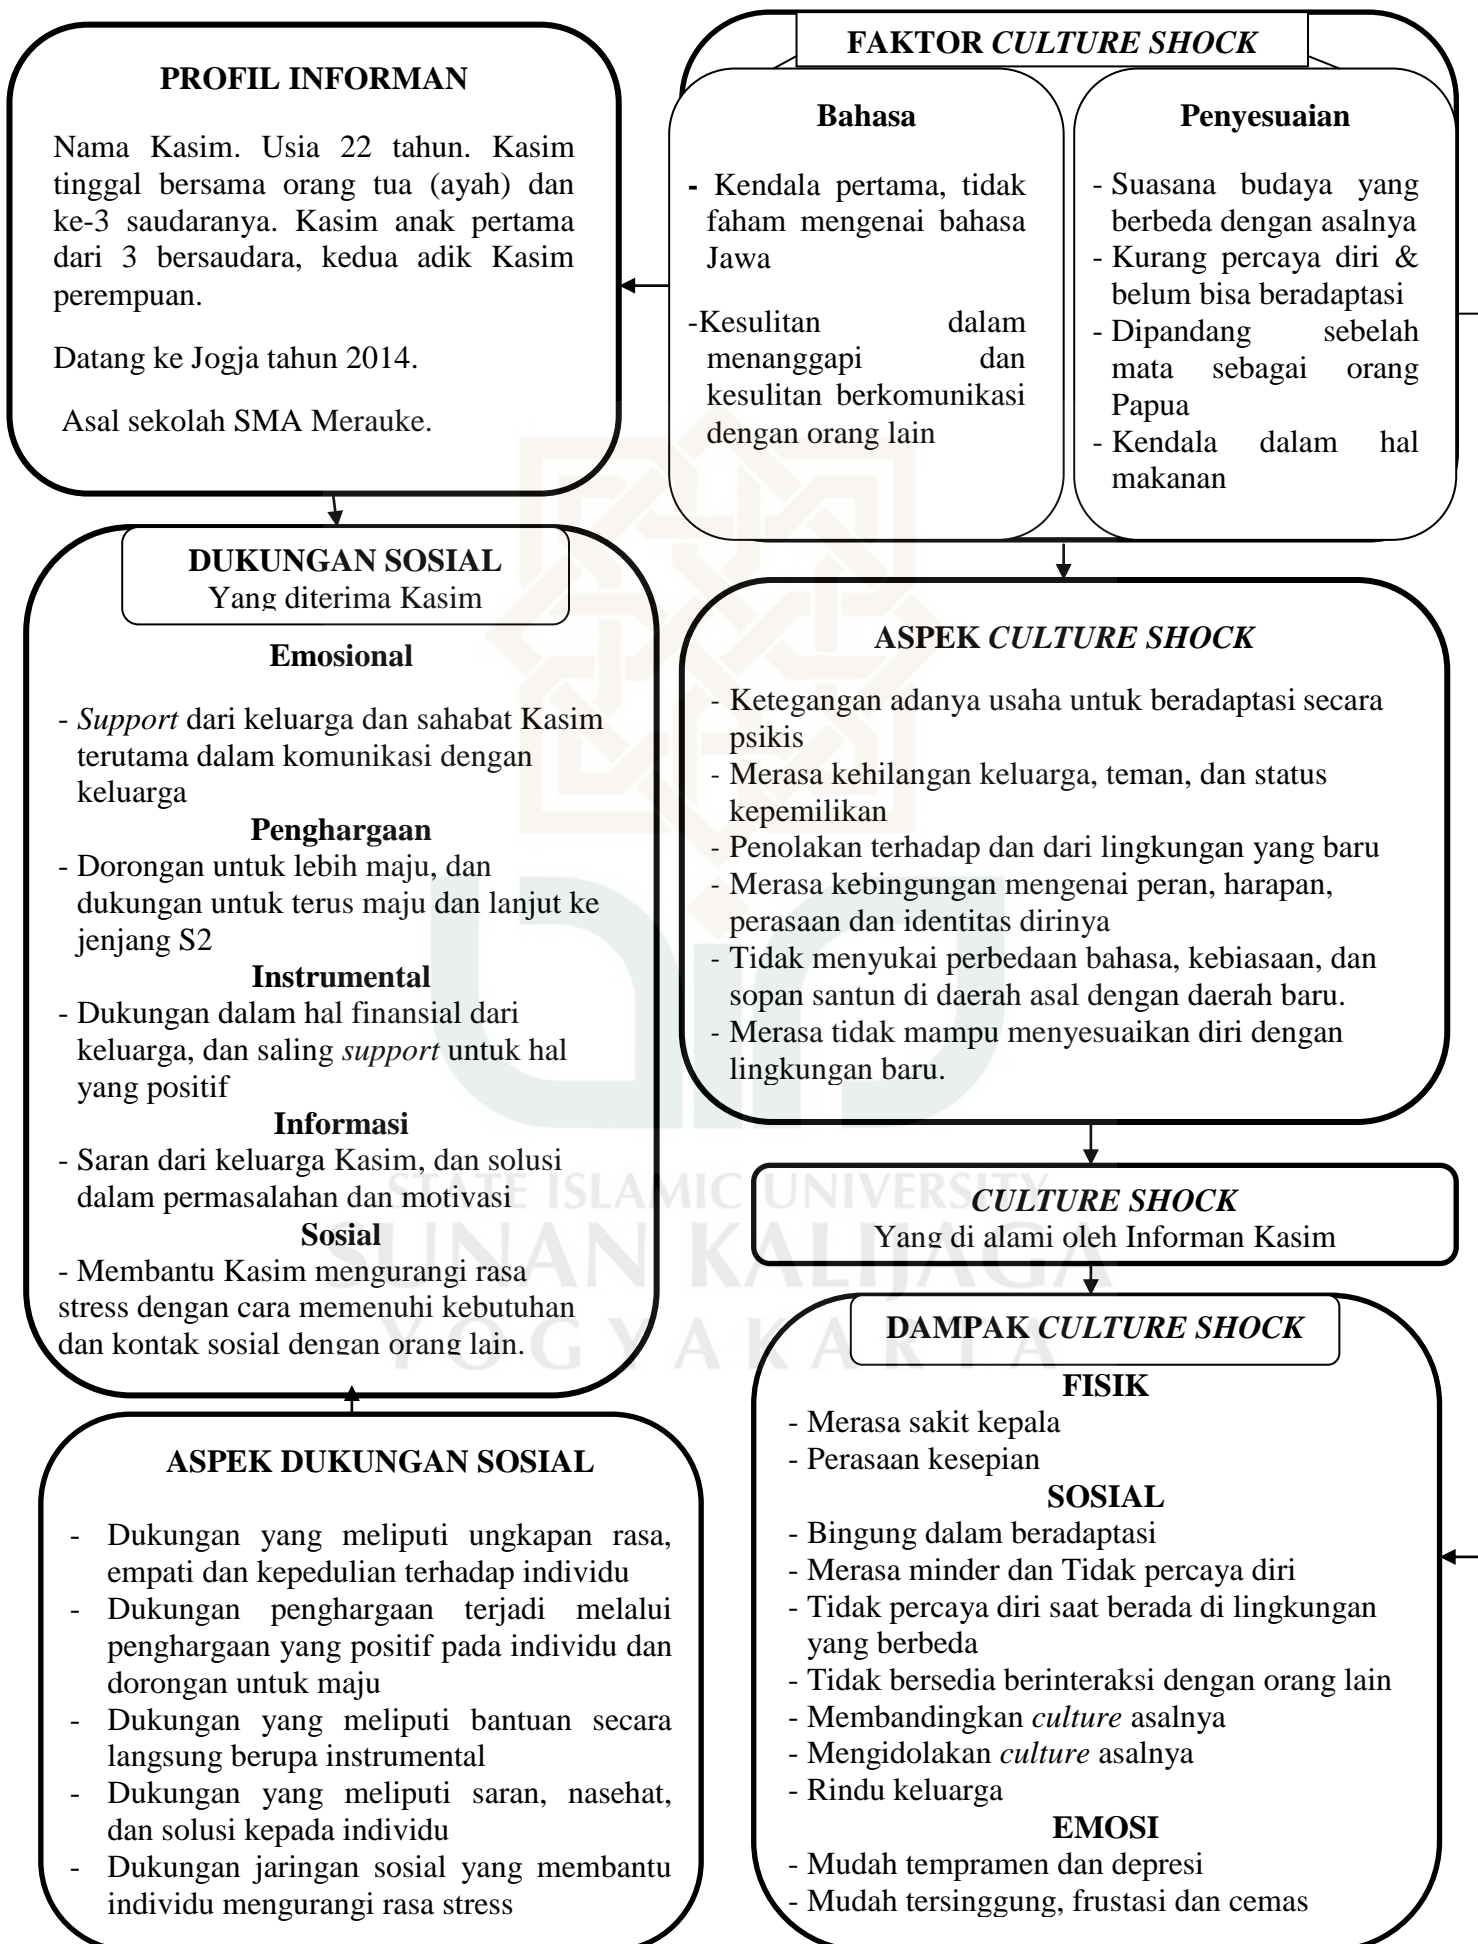 PROFIL INFORMAN
Nama Kasim. Usia 22 tahun. Kasim
tinggal bersama orang tua (ayah) dan
ke-3 saudaranya. Kasim anak pertama
dari 3 bersaudara, kedua adik Kasim
perempuan.
Datang ke Jogja tahun 2014.
Asal sekolah SMA Merauke.
FAKTOR CULTURE SHOCK
Bahasa
- Kendala pertama, tidak
faham mengenai bahasa
Jawa
-Kesulitan dalam
menanggapi dan
kesulitan berkomunikasi
dengan orang lain
Penyesuaian
- Suasana budaya yang
berbeda dengan asalnya
- Kurang percaya diri &
belum bisa beradaptasi
- Dipandang sebelah
mata sebagai orang
Papua
- Kendala dalam hal
makanan
DUKUNGAN SOSIAL
Yang diterima Kasim
Emosional
- Support dari keluarga dan sahabat Kasim
terutama dalam komunikasi dengan
keluarga
Penghargaan
- Dorongan untuk lebih maju, dan
dukungan untuk terus maju dan lanjut ke
jenjang S2
Instrumental
- Dukungan dalam hal finansial dari
keluarga, dan saling support untuk hal
yang positif
Informasi
- Saran dari keluarga Kasim, dan solusi
dalam permasalahan dan motivasi
Sosial
- Membantu Kasim mengurangi rasa
stress dengan cara memenuhi kebutuhan
dan kontak sosial dengan orang lain.
ASPEK CULTURE SHOCK
- Ketegangan adanya usaha untuk beradaptasi secara
psikis
- Merasa kehilangan keluarga, teman, dan status
kepemilikan
- Penolakan terhadap dan dari lingkungan yang baru
- Merasa kebingungan mengenai peran, harapan,
perasaan dan identitas dirinya
- Tidak menyukai perbedaan bahasa, kebiasaan, dan
sopan santun di daerah asal dengan daerah baru.
- Merasa tidak mampu menyesuaikan diri dengan
lingkungan baru.
CULTURE SHOCK
Yang di alami oleh Informan Kasim
ASPEK DUKUNGAN SOSIAL
- Dukungan yang meliputi ungkapan rasa,
empati dan kepedulian terhadap individu
- Dukungan penghargaan terjadi melalui
penghargaan yang positif pada individu dan
dorongan untuk maju
- Dukungan yang meliputi bantuan secara
langsung berupa instrumental
- Dukungan yang meliputi saran, nasehat,
dan solusi kepada individu
- Dukungan jaringan sosial yang membantu
individu mengurangi rasa stress
DAMPAK CULTURE SHOCK
FISIK
- Merasa sakit kepala
- Perasaan kesepian
SOSIAL
- Bingung dalam beradaptasi
- Merasa minder dan Tidak percaya diri
- Tidak percaya diri saat berada di lingkungan
yang berbeda
- Tidak bersedia berinteraksi dengan orang lain
- Membandingkan culture asalnya
- Mengidolakan culture asalnya
- Rindu keluarga
EMOSI
- Mudah tempramen dan depresi
- Mudah tersinggung, frustasi dan cemas
STATE ISLAMIC UNIVERSITY
SUNAN KALIJAGA
YOGYAKARTA